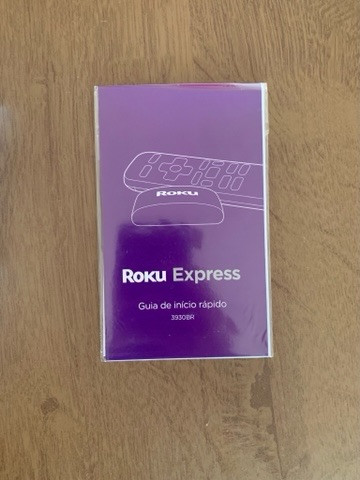 ROKU
ROKU Express
Guia de início rápido
3930BR